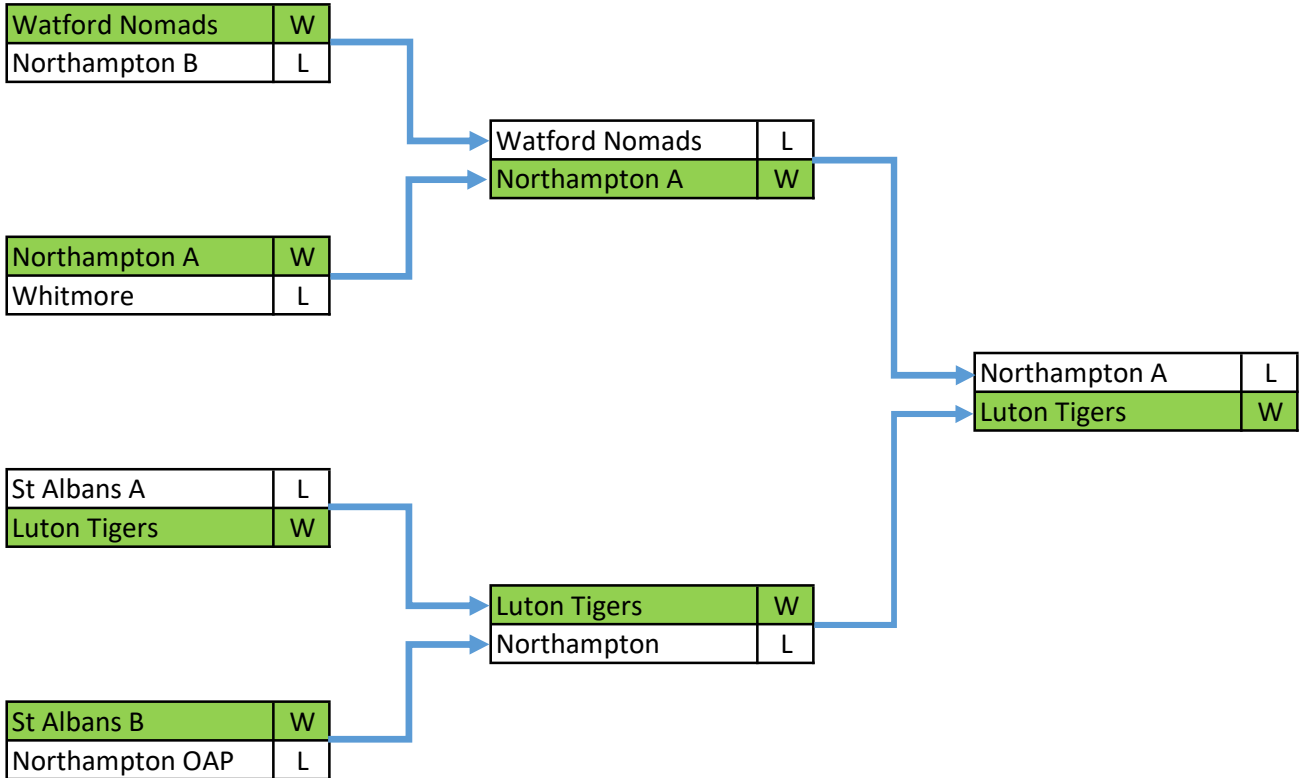 Watford Nomads W
Northampton B L
Watford Nomads L
Northampton A W
Northampton A W
Whitmore L
Northampton A L
Luton Tigers W
St Albans A L
Luton Tigers W
Luton Tigers W
Northampton L
St Albans B W
Northampton OAP L